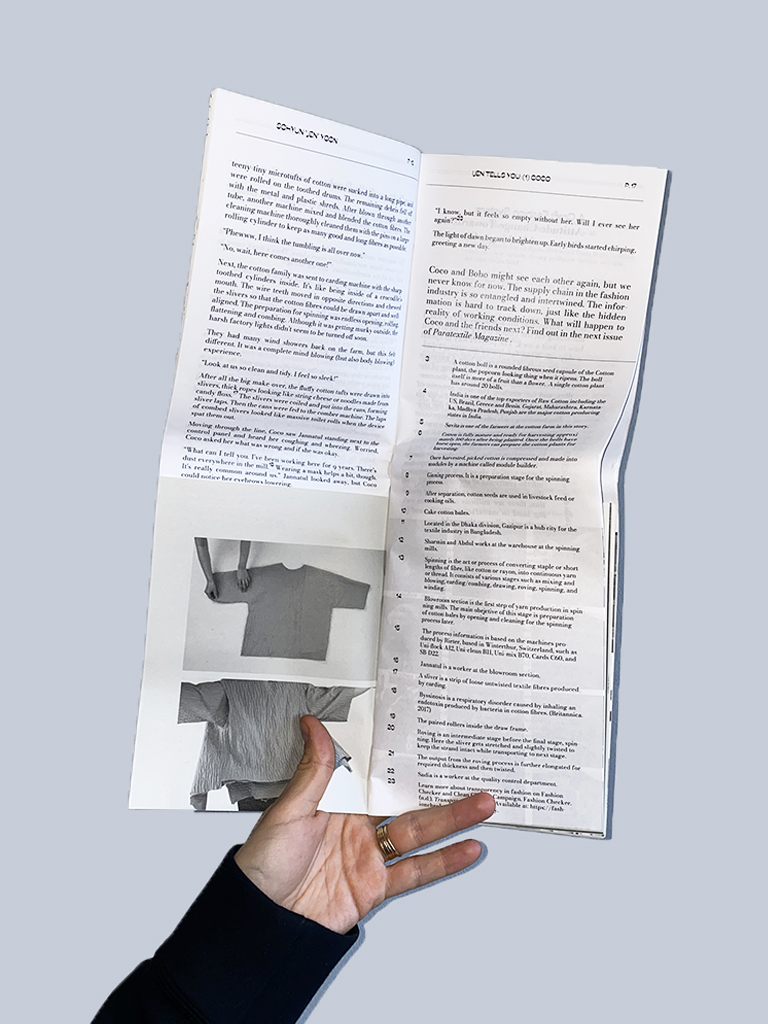 SOHYUN JEN YOON
teeny tiny microtufts of cotton were sucked into a long pipe and
were rolled on the toothed drums. The remaining debris fell off
with the metal and plastic shreds. After blown through another
tube, another machine mixed and blended the cotton fibres. The
cleaning machine thoroughly cleaned them with the pins on a large
rolling cylinder to keep as many good and long fibres as possible.
"Phewww, I think the tumbling is all over now."
"No, wait, here comes another one!"
Next, the cotton family was sent to carding machine with the sharp
toothed cylinders inside. It's like being inside of a crocodile's
mouth. The wire teeth moved in opposite directions and chewed
the slivers so that the cotton fibres could be drawn apart and well
aligned. The preparation for spinning was endless opening, rolling,
flattening and combing. Although it was getting murky outside, the
harsh factory lights didn't seem to be turned off soon.
They had many wind showers back on the farm, but this felt
different. It was a complete mind blowing (but also body blowing)
experience.
"Look at us so clean and tidy. I feel so sleek!"
After all the big make over, the fluffy cotton tufts were drawn into
slivers, thick ropes looking like string cheese or noodles made from
candy floss. The slivers were coiled and put into the cans, forming
sliver laps. Then the cans were fed to the comber machine. The laps
of combed slivers looked like massive toilet rolls when the device
spat them out.
Moving through the line, Coco saw Jannatul standing next to the
control panel and heard her coughing and wheezing. Worried,
Coco asked her what was wrong and if she was okay.
"What can I tell you. I've been working here for 9 years. There's
dust everywhere in the mill. Wearing a mask helps a bit, though.
It's really common around us." Jannatul looked away, but Coco
could notice her eyebrows lowering.
JEN TELLS YOU (1) COCO
P. 17
"I know, but it feels so empty without her. Will I ever see her
again?"
The light of dawn began to brighten up. Early birds started chirping,
greeting a new day.
Coco and Bobo might see each other again, but we
never know for now. The supply chain in the fashion
industry is so entangled and intertwined. The infor-
mation is hard to track down, just like the hidden
reality of working conditions. What will happen to
Coco and the friends next? Find out in the next issue
of Paratextile Magazine.
3 A cotton boll is a rounded fibrous seed capsule of the Cotton
plant, the popcorn looking thing when it ripens. The boll
itself is more of a fruit than a flower. A single cotton plant
has around 20 bolls.
4 India is one of the top exporters of Raw Cotton including the
US, Brasil, Greece and Benin. Gujarat, Maharashtra, Karnata
ka, Madhya Pradesh, Punjab are the major cotton producing
states in India
5 Savita is one of the farmers at the cotton farm in this story.
6 Cotton is fully mature and ready for harvesting approxi
mately 160 days after being planted. Once the bolls have
burst open, the farmers can prepare the cotton plants for
harvesting.
7 Once harvested, picked cotton is compressed and made into
modules by a machine called module builder.
8 Ginning process. It is a preparation stage for the spinning
process.
9 After separation, cotton seeds are used in livestock feed or
cooking oils.
Cake cotton bales.
Located in the Dhaka division, Gazipur is a hub city for the
textile industry in Bangladesh.
Sharmin and Abdul works at the warehouse at the spinning
mills.
Spinning is the art or process of converting staple or short
lengths of fibre, like cotton or rayon, into continuous yarn
or thread. It consists of various stages such as mixing and
blowing, carding/combing, drawing, roving, spinning, and
winding.
Blowroom section is the first step of yarn production in spin
ning mills. The main objective of this stage is preparation
of cotton bales by opening and cleaning for the spinning
process later.
The process information is based on the machines pro
duced by Rieter, based in Winterthur, Switzerland, such as
Uni-flock A12, Uni-clean B11, Uni mix B70, Cards C60, and
SB-D22.
Jannatul is a worker at the blowroom section.
A sliver is a strip of loose untwisted textile fibres produced
by carding.
Byssinosis is a respiratory disorder caused by inhaling an
endotoxin produced by bacteria in cotton fibres. (Britannica.
2017)
The paired rollers inside the draw frame.
20 Roving is an intermediate stage before the final stage, spin-
ning. Here the sliver gets stretched and slightly twisted to
keep the strand intact while transporting to next stage.
21 The output from the roving process is further elongated for
required thickness and then twisted.
22 Sadia is a worker at the quality control department.
23 Learn more about transparency in fashion on Fashion
Checker and Clean Campaign. Fashion Checker.
(n.d.). Available at: https://fash